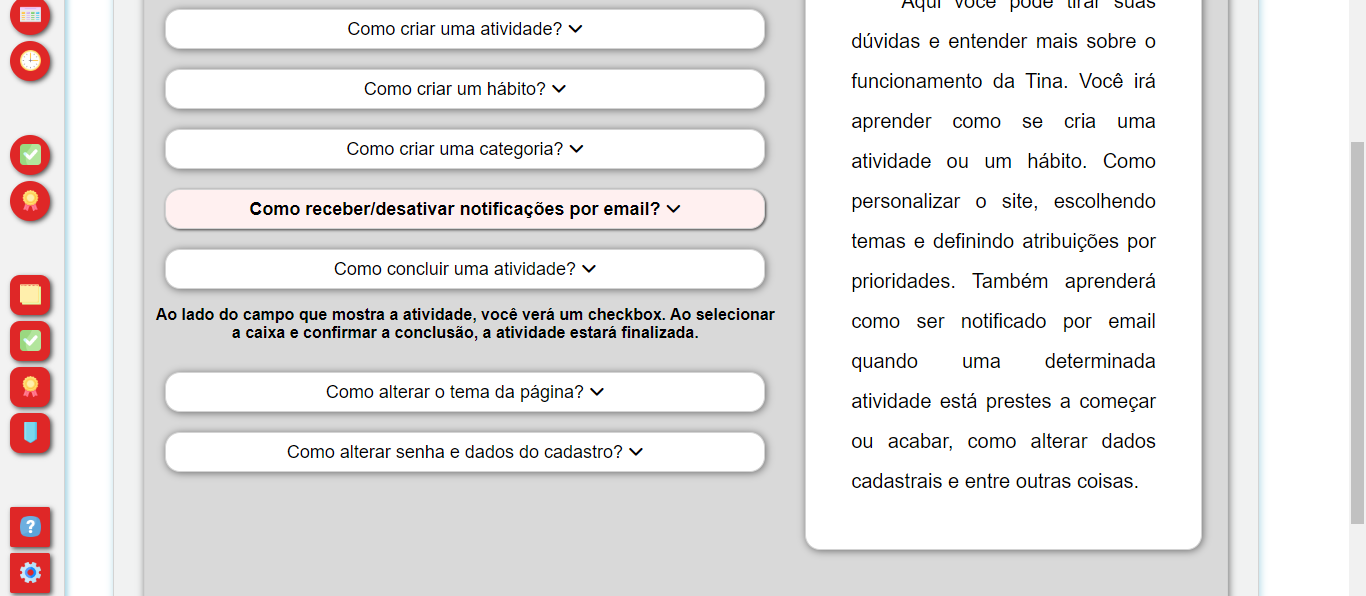 Como criar uma atividade?
Como criar um hábito?
Como criar uma categoria?
Como receber/desativar notificações por email?
Como concluir uma atividade?
Ao lado do campo que mostra a atividade, você verá um checkbox. Ao selecionar
a caixa e confirmar a conclusão, a atividade estará finalizada.
Como alterar o tema da página?
Como alterar senha e dados do cadastro?
Aqui você pode tirar suas
dúvidas e entender mais sobre o
funcionamento da Tina. Você irá
aprender como se cria uma
atividade ou um hábito. Como
personalizar o site, escolhendo
temas e definindo atribuições por
prioridades. Também aprenderá
como ser notificado por email
quando uma determinada
atividade está prestes a começar
ou acabar, como alterar dados
cadastrais e entre outras coisas.